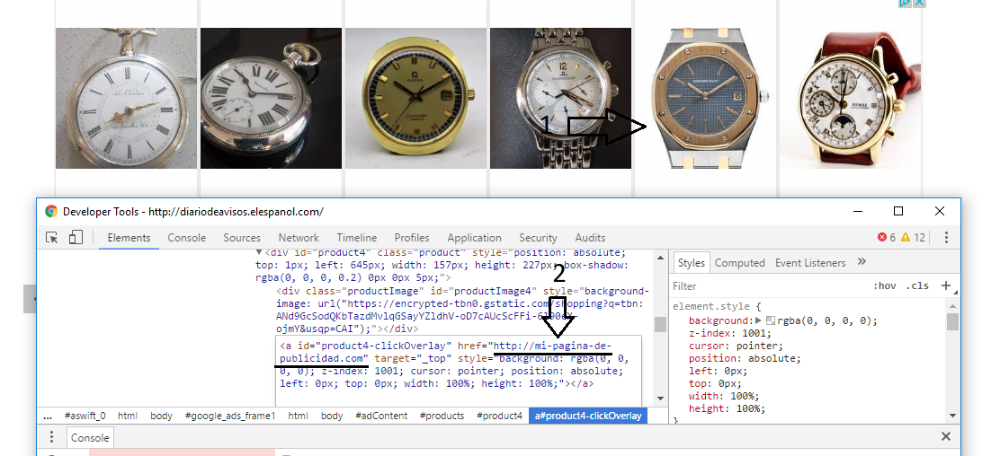 OMEGA
1
Developer Tools - http://diariodeavisos.elespanol.com/
Elements Console Sources Network Timeline Profiles Application Security Audits 6 12
<div id="product4" class="product" style="position: absolute;
top: 1px; left: 645px; width: 157px; height: 227px; box-shadow:
rgba(0, 0, 0, 0.2) 0px 0px 5px;">
2
<div class="productImage" id="productImage4" style="background-
image: url("https://encrypted-tbn0.gstatic.com/shopping?q=tbn:
ojmY&usqp=CAI");"></div>
<a id="product4-clickOverlay" href="http://mi-pagina-de-
publicidad.com" target="_top" style="background: rgba(0, 0,
0, 0); z-index: 1001; cursor: pointer; position: absolute;
left: 0px; top: 0px; width: 100%; height: 100%;"></a>
... #aswift_0 html body #google_ads_frame1 html body #adContent #products #product4 a#product4-clickOverlay
Styles Computed Event Listeners »
Filter :hov .cls +
element.style {
background: rgba(0, 0, 0, 0);
z-index: 1001;
cursor: pointer;
position: absolute;
left: 0px;
top: 0px;
width: 100%;
height: 100%;
}
Console